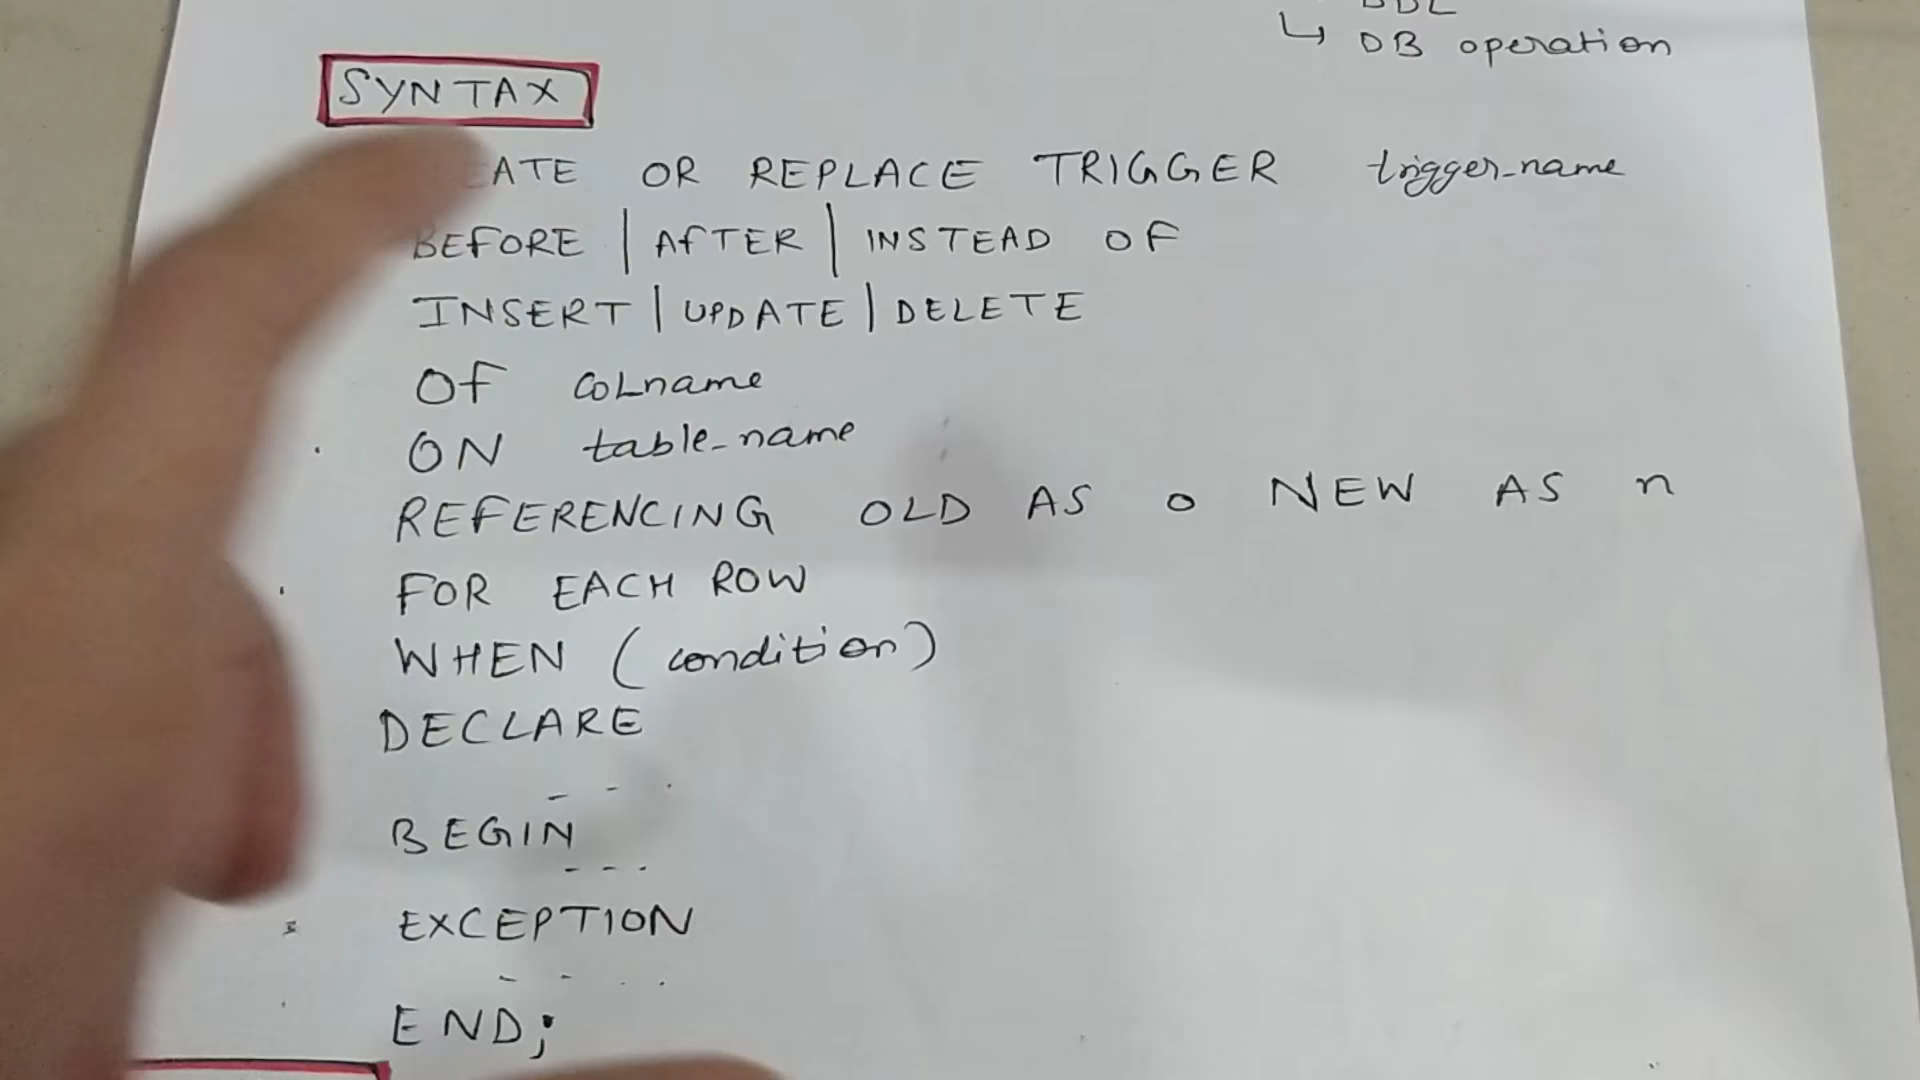 DB operation
SYNTAX
OR REPLACE TRIGGER trigger_name
BEFORE | AFTER | INSTEAD OF
INSERT | UPDATE | DELETE
OF coLname
ON table_name
REFERENCING OLD AS o NEW AS n
FOR EACH ROW
WHEN (condition)
DECLARE
BEGIN
EXCEPTION
END;